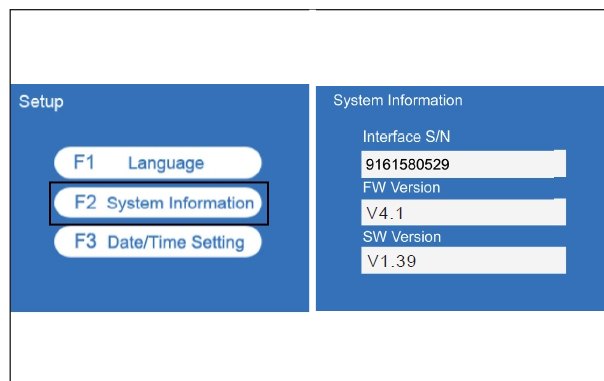 Setup
F1 Language
F2 System Information
F3 Date/Time Setting
System Information
Interface S/N
9161580529
FW Version
V4.1
SW Version
V1.39